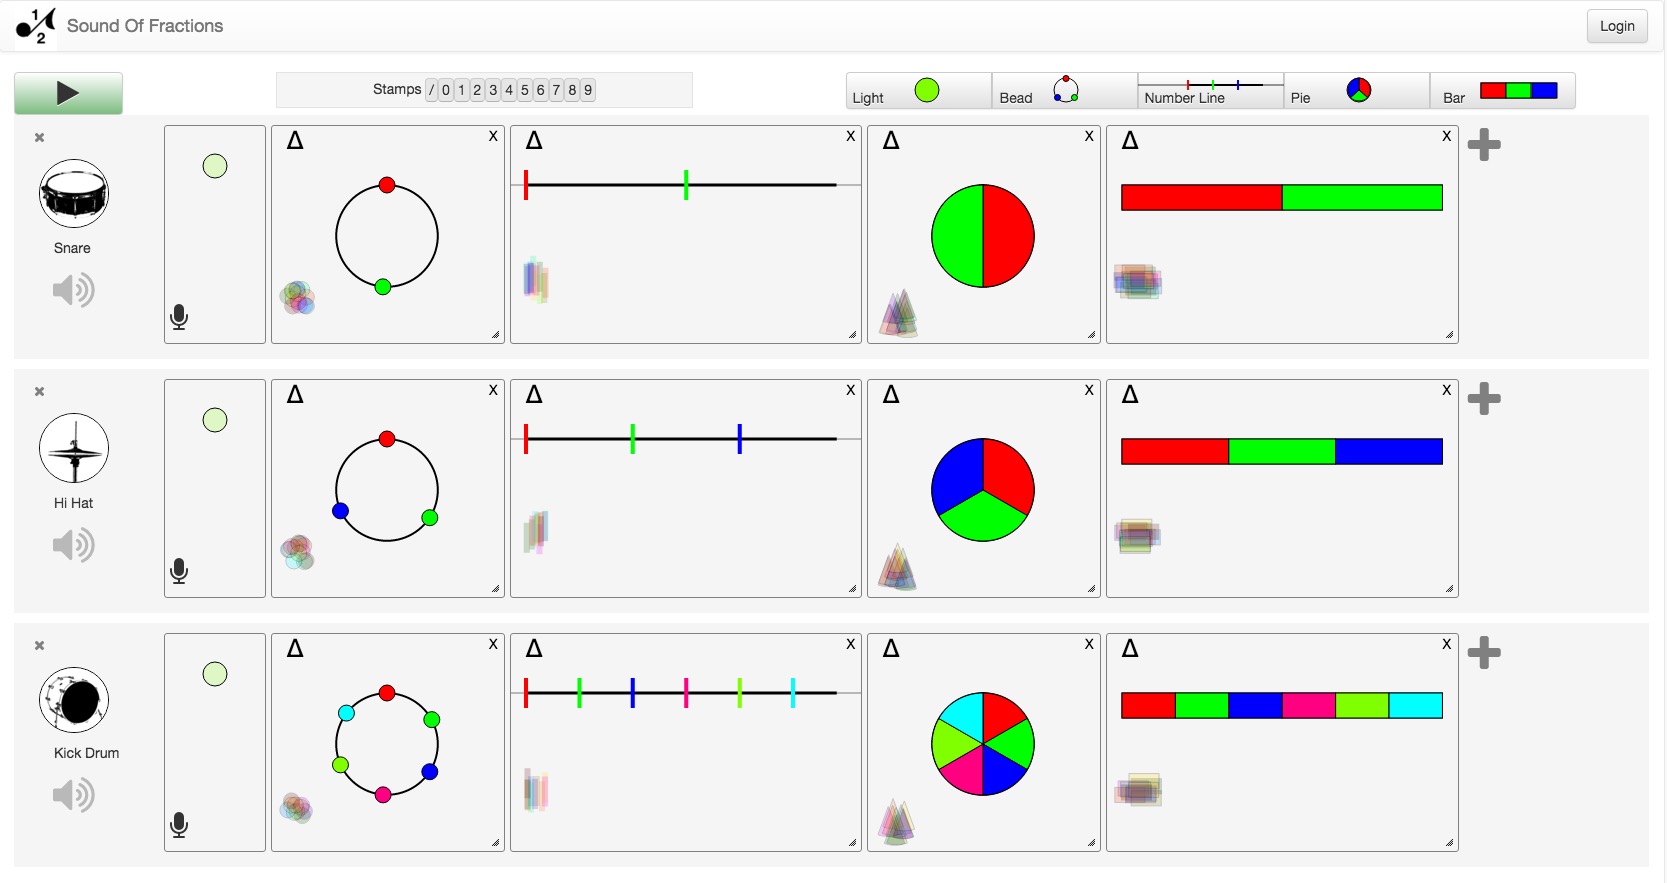 1/2 Sound Of Fractions
Login
Stamps / 0 1 2 3 4 5 6 7 8 9
Light Bead Number Line Pie Bar
× Δ X Δ X Δ X Δ X
Snare
× Δ X Δ X Δ X Δ X
Hi Hat
× Δ X Δ X Δ X Δ X
Kick Drum